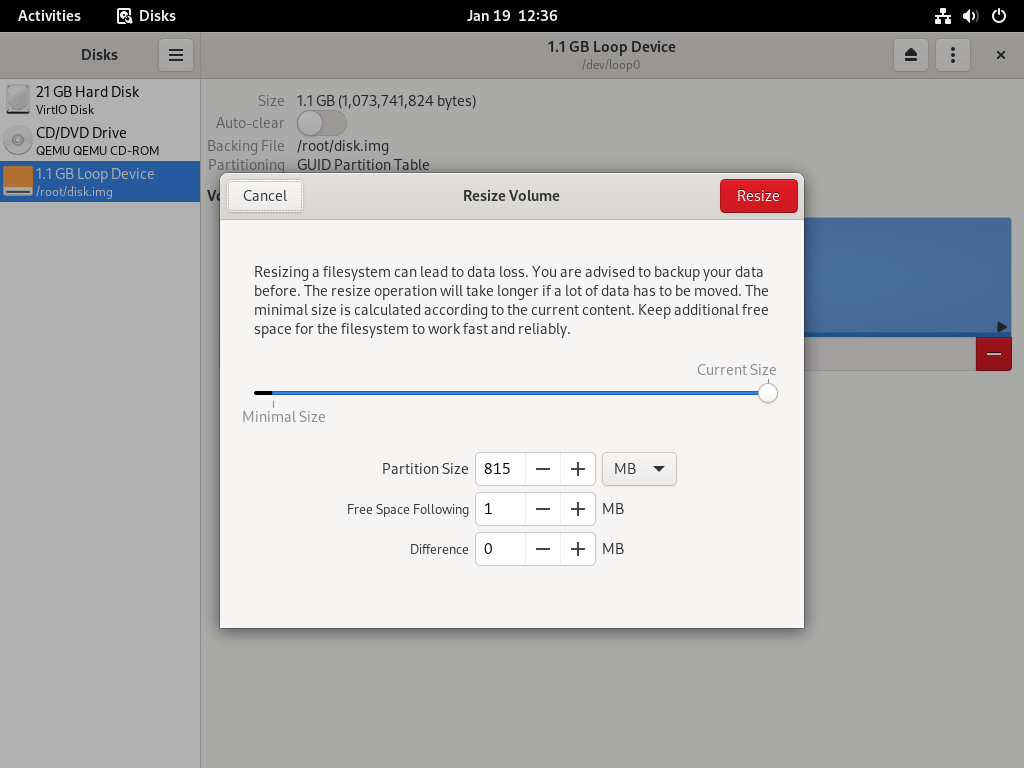 Activities Disks Jan 19 12:36
Disks
1.1 GB Loop Device
/dev/loop0
21 GB Hard Disk
VirtIO Disk
CD/DVD Drive
QEMU QEMU CD-ROM
1.1 GB Loop Device
/root/disk.img
Size 1.1 GB (1,073,741,824 bytes)
Auto-clear
Backing File /root/disk.img
Partitioning GUID Partition Table
Cancel Resize Volume Resize
Resizing a filesystem can lead to data loss. You are advised to backup your data
before. The resize operation will take longer if a lot of data has to be moved. The
minimal size is calculated according to the current content. Keep additional free
space for the filesystem to work fast and reliably.
Current Size
Minimal Size
Partition Size 815 MB
Free Space Following 1 MB
Difference 0 MB